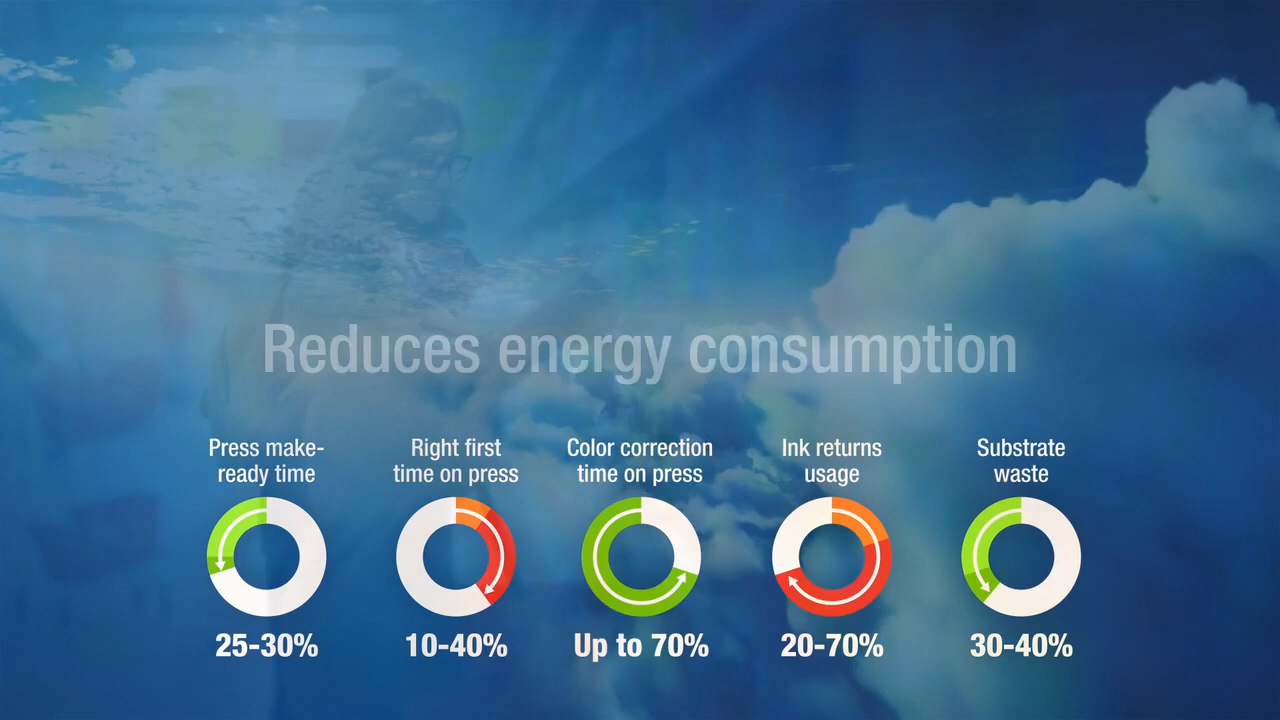 Reduces energy consumption
Press make-
ready time
25-30%
Right first
time on press
10-40%
Color correction
time on press
Up to 70%
Ink returns
usage
20-70%
Substrate
waste
30-40%